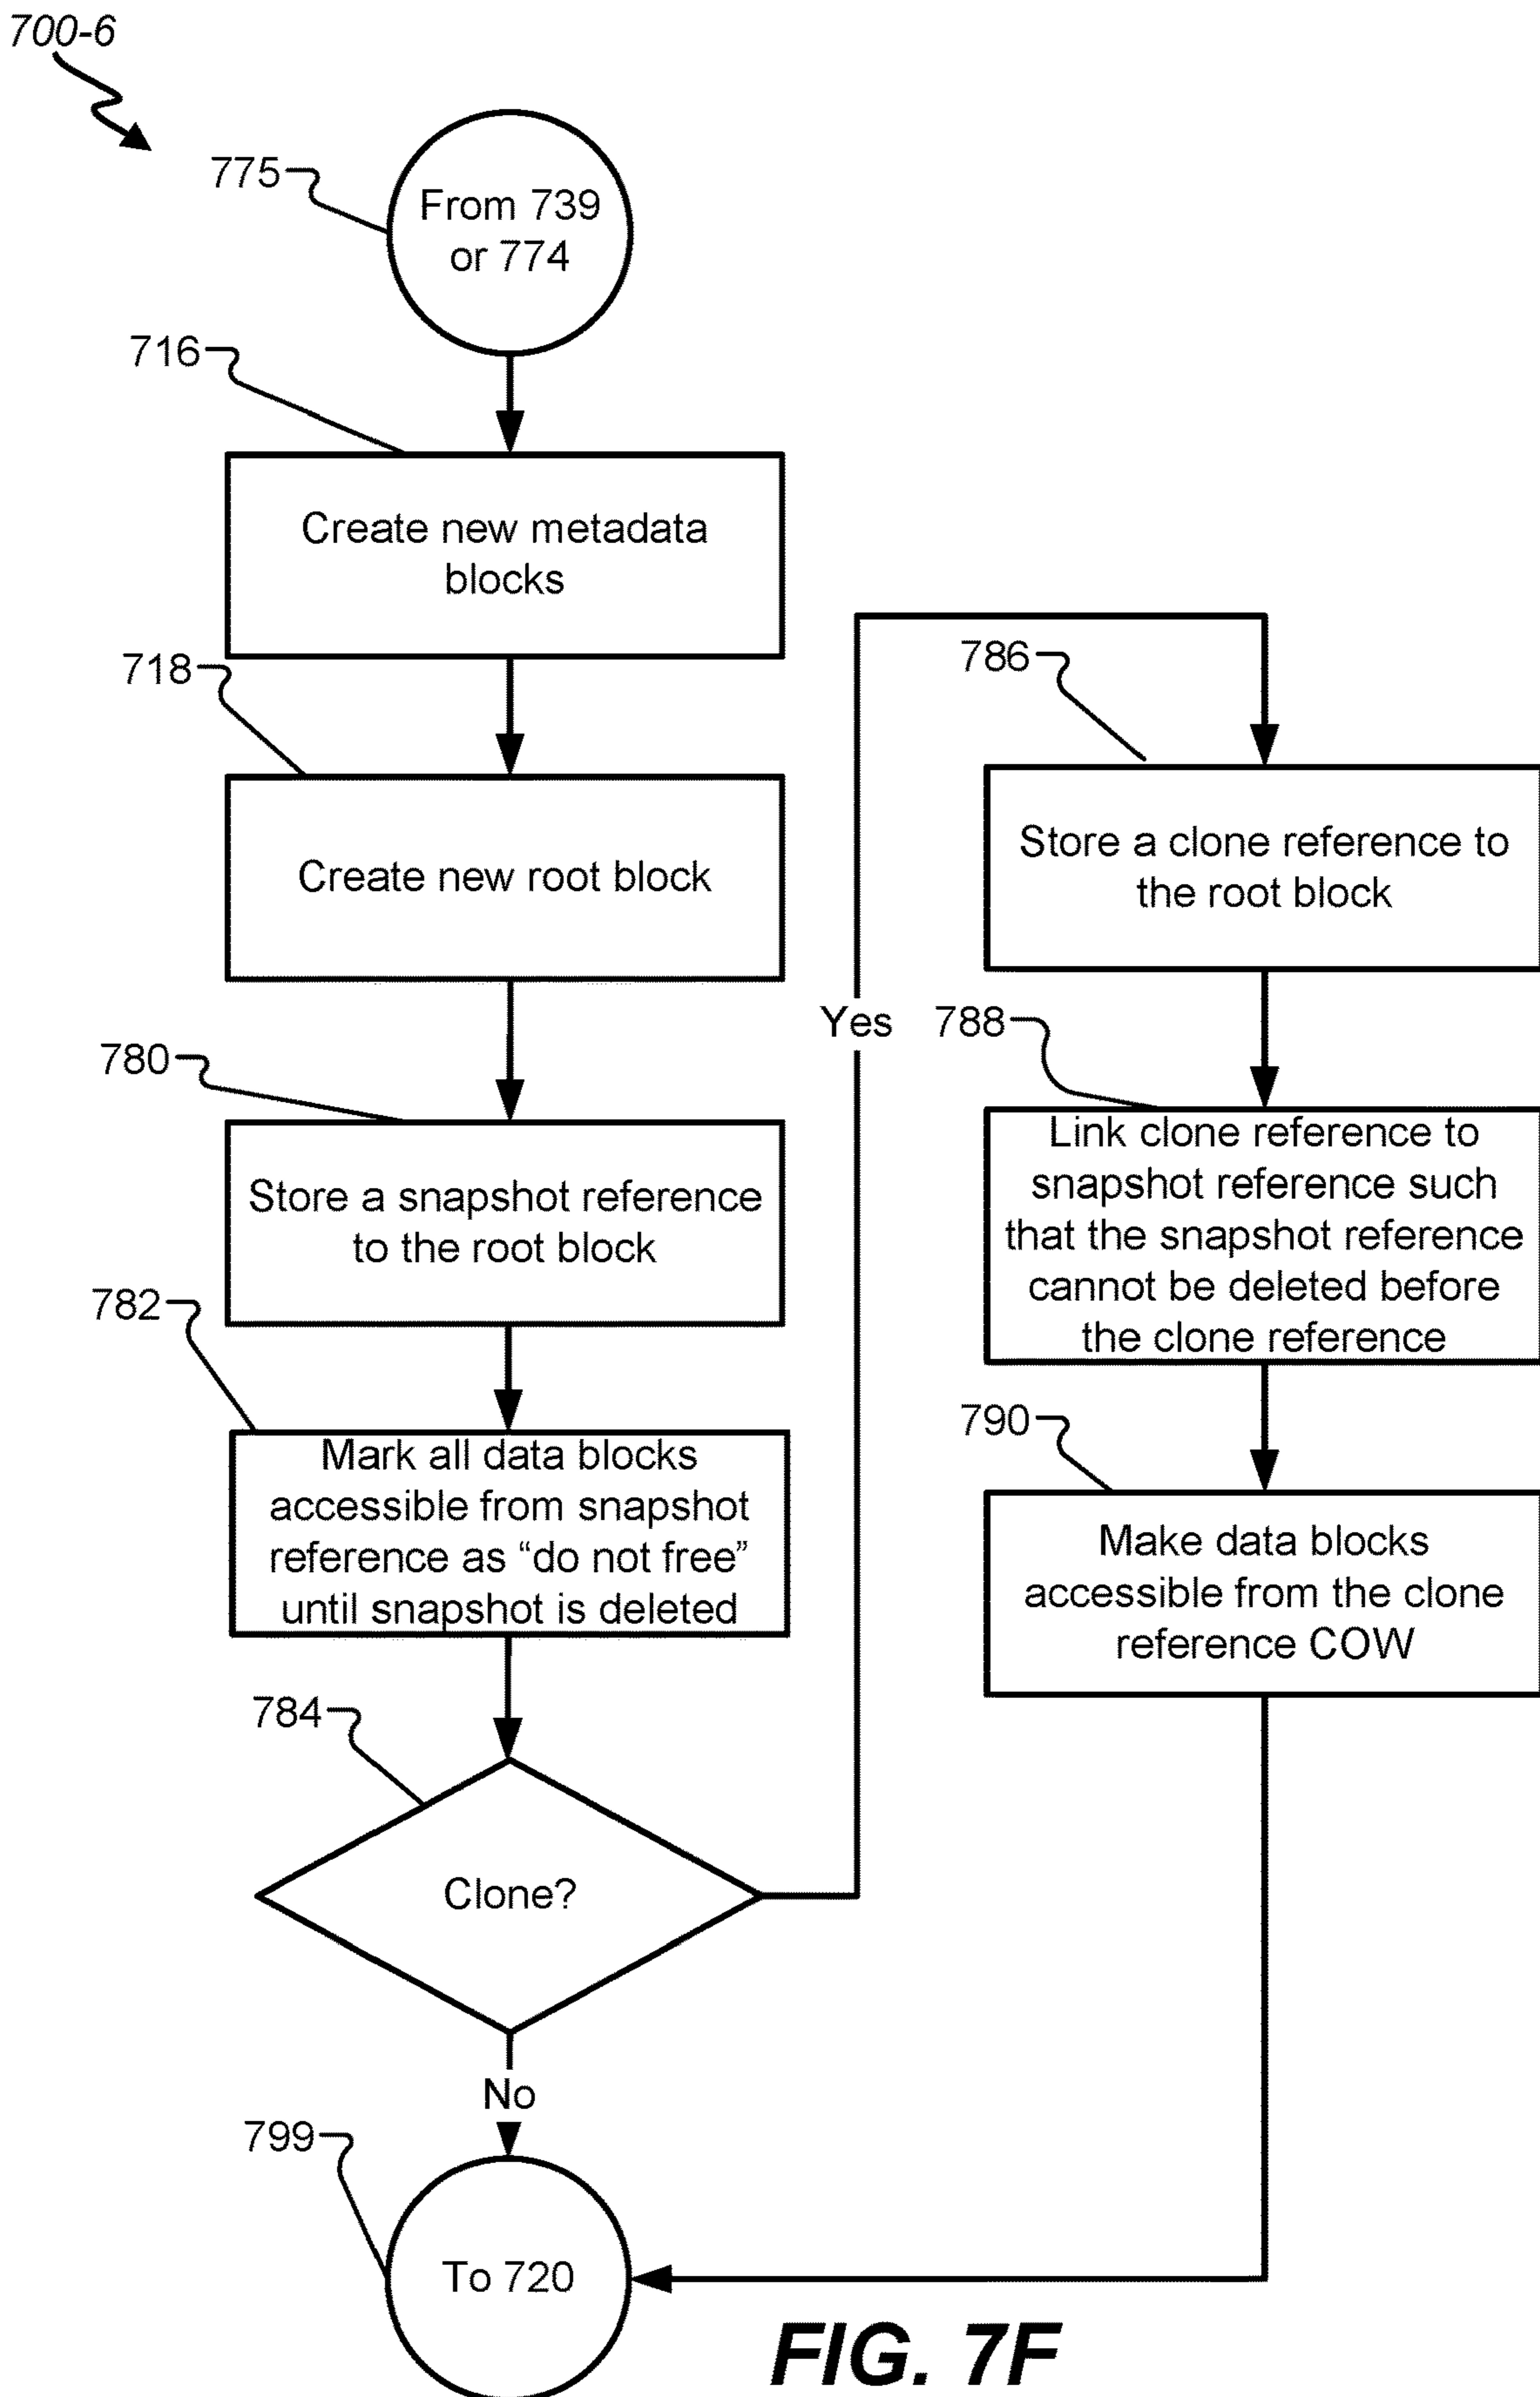 700-6
775
From 739
or 774
716
Create new metadata
blocks
718
Create new root block
780
Store a snapshot reference
to the root block
782
Mark all data blocks
accessible from snapshot
reference as “do not free”
until snapshot is deleted
784
Clone?
Yes
No
786
Store a clone reference to
the root block
788
Link clone reference to
snapshot reference such
that the snapshot reference
cannot be deleted before
the clone reference
790
Make data blocks
accessible from the clone
reference COW
799
To 720
FIG. 7F